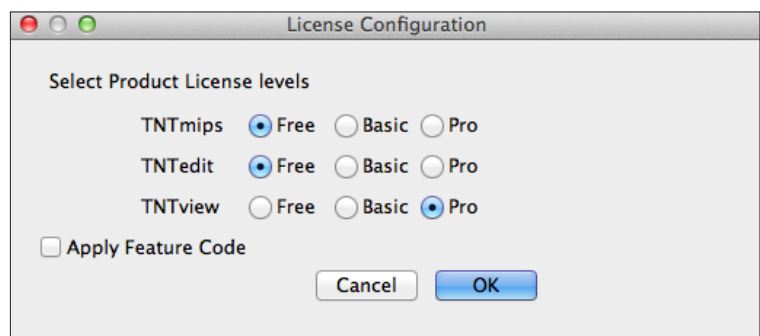 License Configuration
Select Product License levels
TNTmips Free Basic Pro
TNTedit Free Basic Pro
TNTview Free Basic Pro
Apply Feature Code
Cancel OK